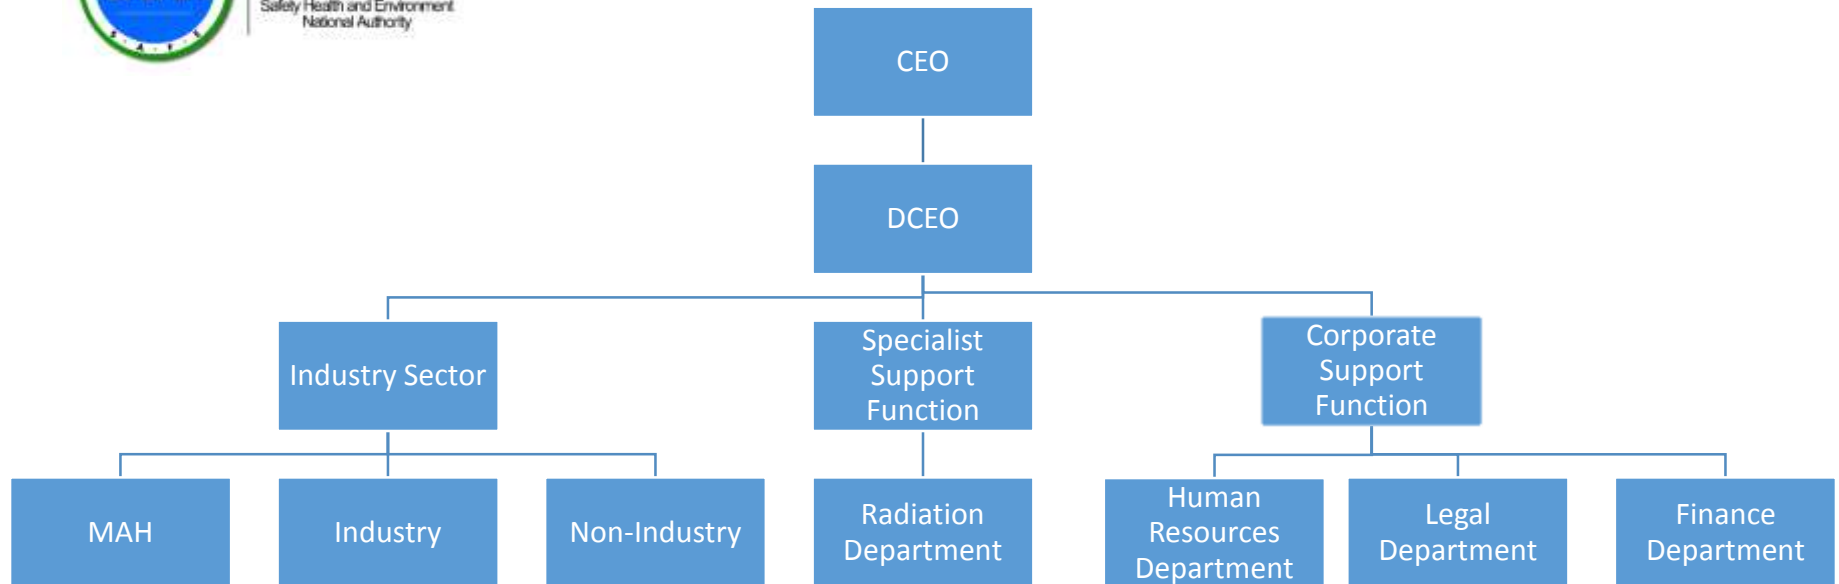 Safety Health and Environment
National Authority
S·A·F·E
CEO
DCEO
Industry Sector
Specialist
Support
Function
Corporate
Support
Function
MAH
Industry
Non-Industry
Radiation
Department
Human
Resources
Department
Legal
Department
Finance
Department